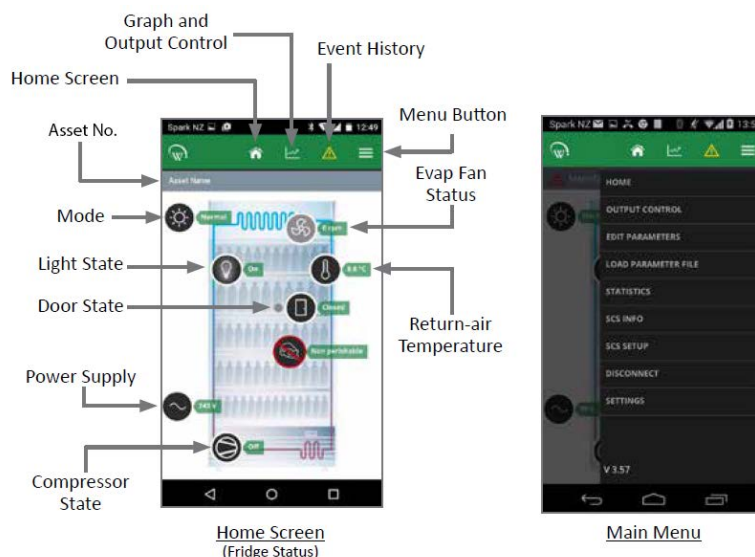 Graph and
Output Control
Event History
Home Screen
Asset No.
Menu Button
Evap Fan
Status
Mode
Light State
Door State
Return-air
Temperature
Power Supply
Compressor
State
Spark NZ
12:49
Asset Name
Normal
0 rpm
On
Closed
Non perishable
243 V
Off
Home Screen
(Fridge Status)
Spark NZ
HOME
OUTPUT CONTROL
EDIT PARAMETERS
LOAD PARAMETER FILE
STATISTICS
SCS INFO
SCS SETUP
DISCONNECT
SETTINGS
V 3.57
Main Menu